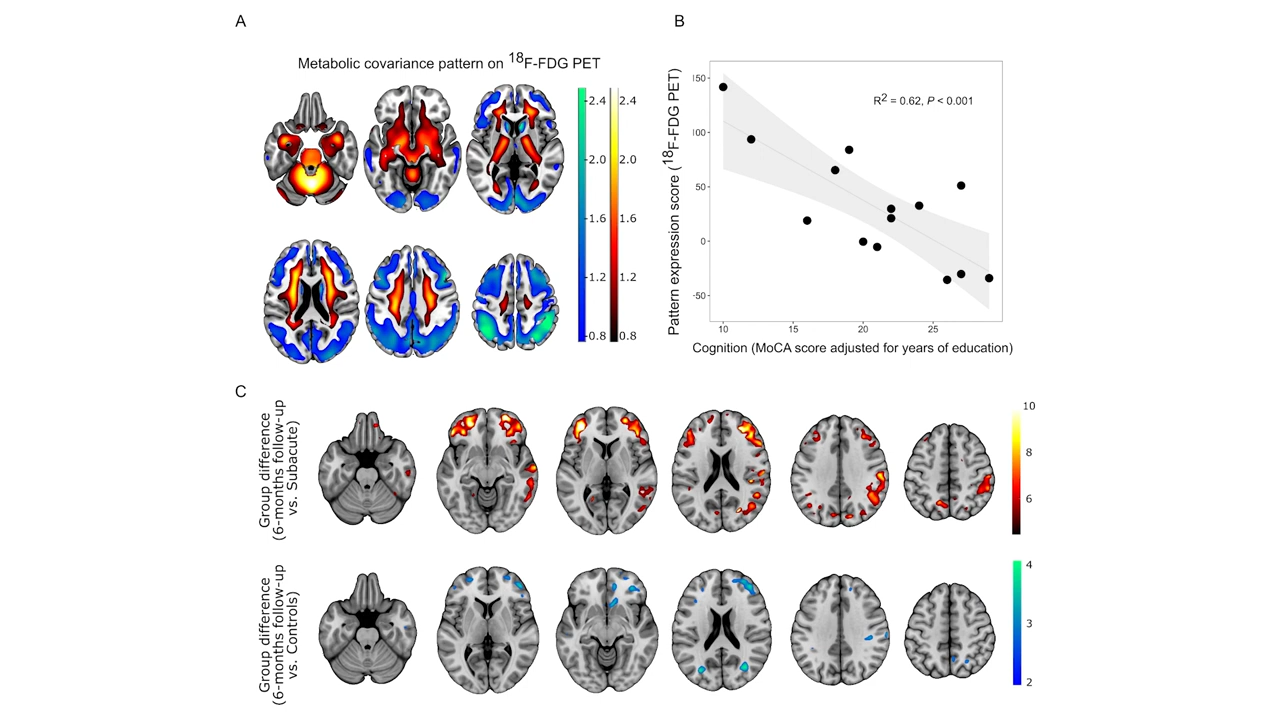 A
Metabolic covariance pattern on 18F-FDG PET
2.4 2.4
2.0 2.0
1.6 1.6
1.2 1.2
0.8 0.8
B
Pattern expression score (18F-FDG PET)
150
100
50
0
-50
R2 = 0.62, P < 0.001
10 15 20 25
Cognition (MoCA score adjusted for years of education)
C
Group difference
(6-months follow-up
vs. Subacute)
10
8
6
Group difference
(6-months follow-up
vs. Controls)
4
3
2